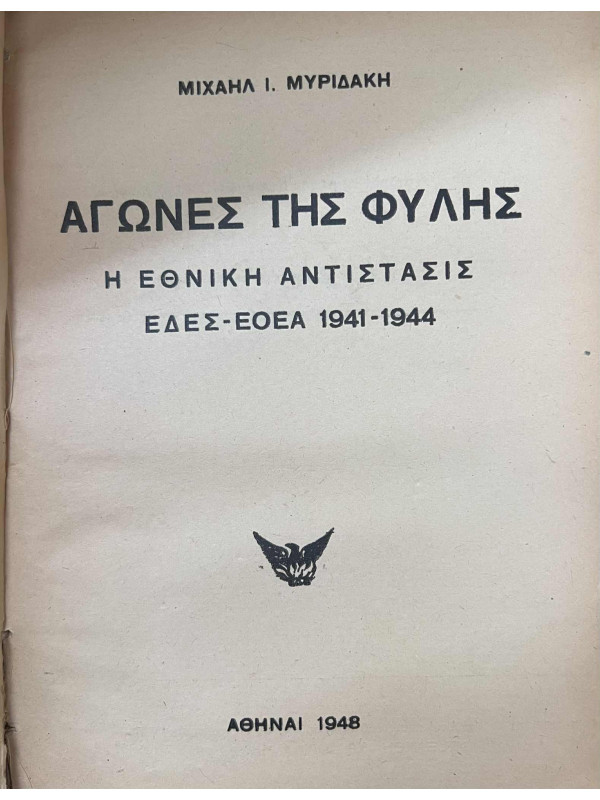 ΜΙΧΑΗΛ Ι. ΜΥΡΙΔΑΚΗ
ΑΓΩΝΕΣ ΤΗΣ ΦΥΛΗΣ
Η ΕΘΝΙΚΗ ΑΝΤΙΣΤΑΣΙΣ
ΕΔΕΣ-ΕΟΕΑ 1941-1944
ΑΘΗΝΑΙ 1948